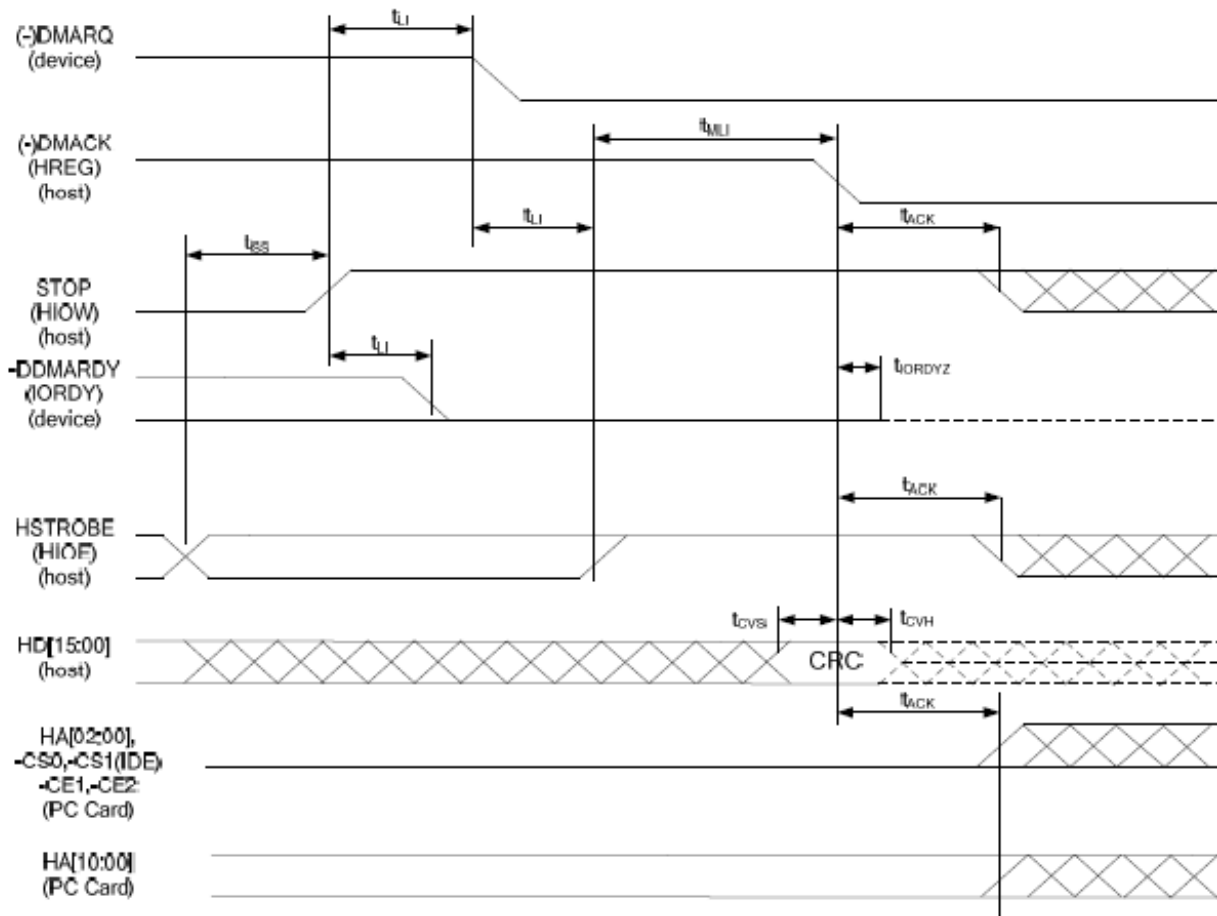 tLI
(-)DMARQ
(device)
tMLI
(-)DMACK
(HREG)
(host)
tLI
tACK
tSS
STOP
(HIOW)
(host)
tLI
-DDMARDY
(IORDY)
(device)
tIORDYZ
tACK
HSTROBE
(HIOE)
(host)
tCVS
tCVH
HD[15:00]
(host)
CRC
tACK
HA[02:00],
-CS0,-CS1(IDE)
-CE1,-CE2
(PC Card)
HA[10:00]
(PC Card)